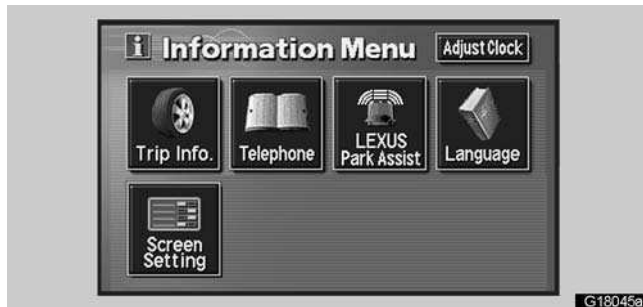 i Information Menu Adjust Clock
Trip Info. Telephone LEXUS Park Assist Language
Screen Setting
G18045a